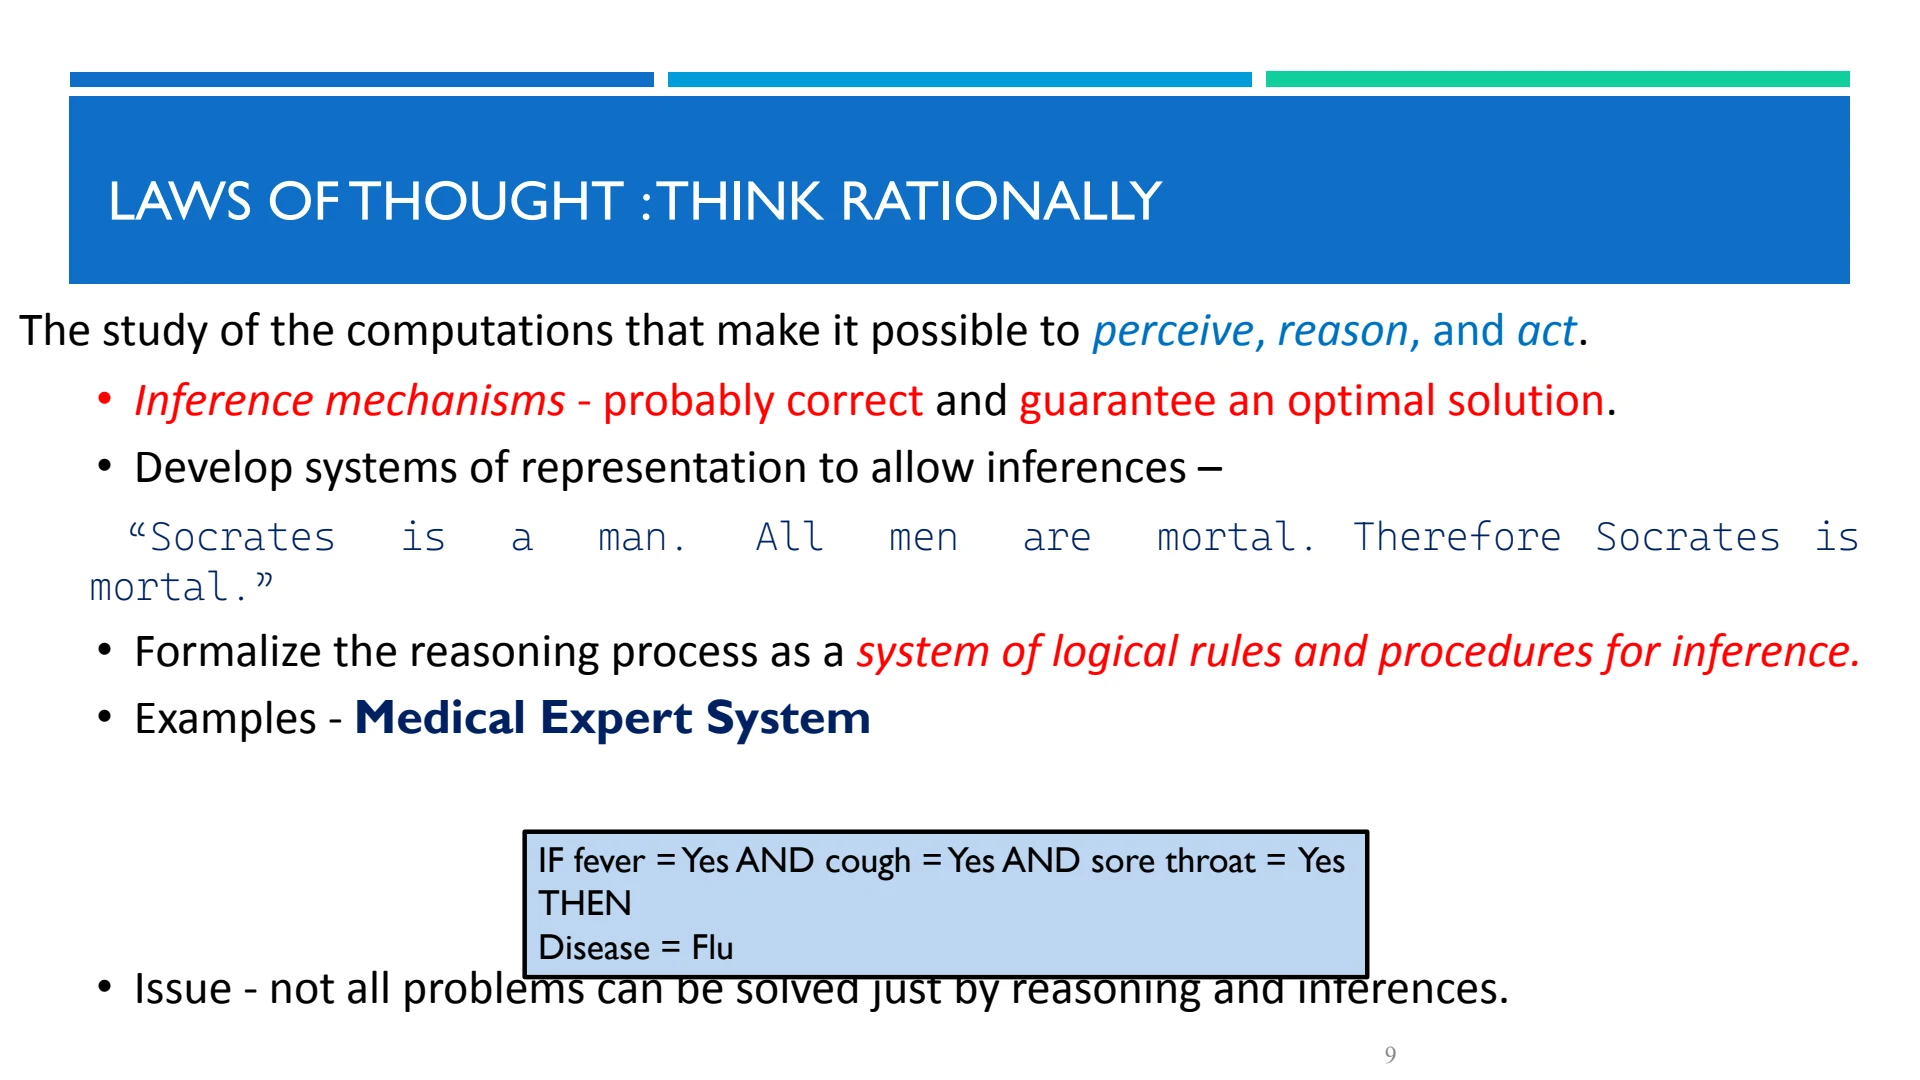 LAWS OF THOUGHT : THINK RATIONALLY
The study of the computations that make it possible to perceive, reason, and act.
• Inference mechanisms - probably correct and guarantee an optimal solution.
• Develop systems of representation to allow inferences –
“Socrates is a man. All men are mortal. Therefore Socrates is
mortal.”
• Formalize the reasoning process as a system of logical rules and procedures for inference.
• Examples - Medical Expert System
IF fever = Yes AND cough = Yes AND sore throat = Yes
THEN
Disease = Flu
• Issue - not all problems can be solved just by reasoning and inferences.
9